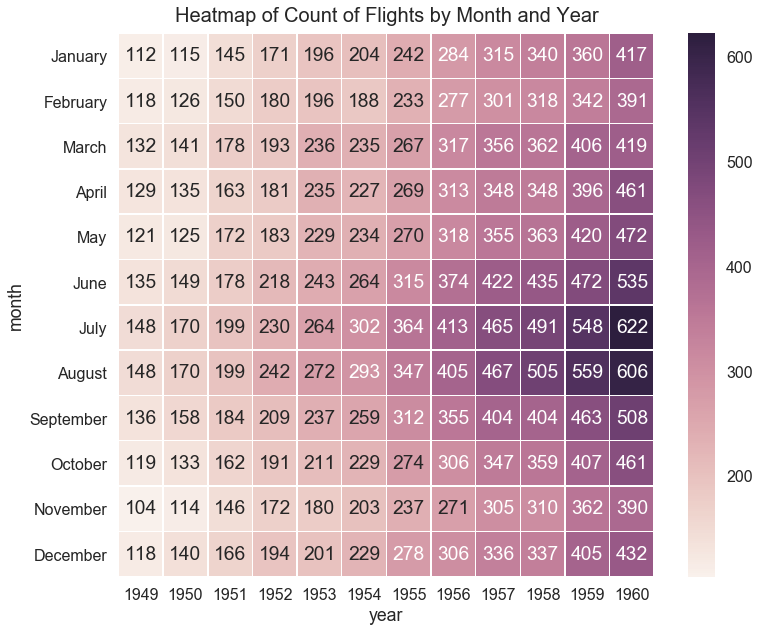 Heatmap of Count of Flights by Month and Year
January 112 115 145 171 196 204 242 284 315 340 360 417
February 118 126 150 180 196 188 233 277 301 318 342 391
March 132 141 178 193 236 235 267 317 356 362 406 419
April 129 135 163 181 235 227 269 313 348 348 396 461
May 121 125 172 183 229 234 270 318 355 363 420 472
June 135 149 178 218 243 264 315 374 422 435 472 535
July 148 170 199 230 264 302 364 413 465 491 548 622
August 148 170 199 242 272 293 347 405 467 505 559 606
September 136 158 184 209 237 259 312 355 404 404 463 508
October 119 133 162 191 211 229 274 306 347 359 407 461
November 104 114 146 172 180 203 237 271 305 310 362 390
December 118 140 166 194 201 229 278 306 336 337 405 432
1949 1950 1951 1952 1953 1954 1955 1956 1957 1958 1959 1960
year
month
600
500
400
300
200